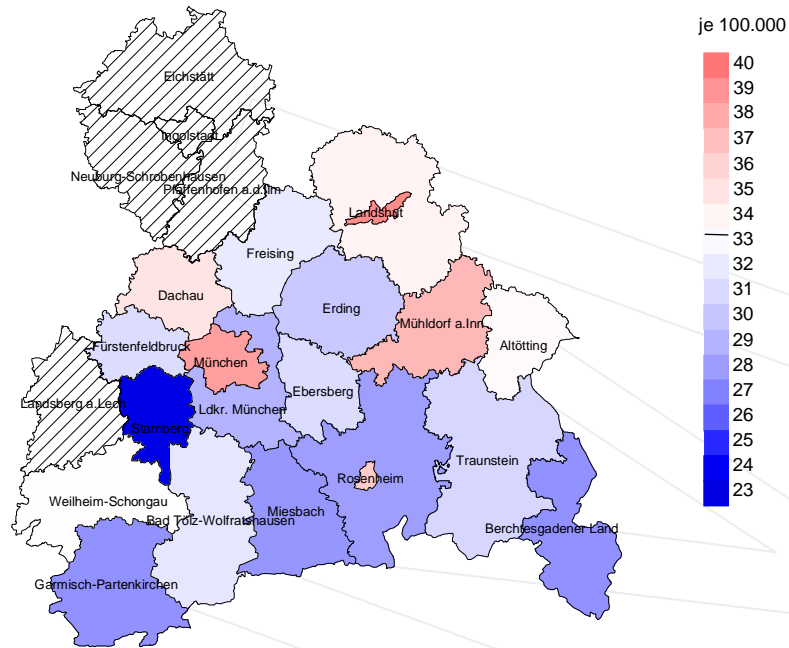 je 100.000
40
39
38
37
36
35
34
33
32
31
30
29
28
27
26
25
24
23
Eichstätt
Ingolstadt
Neuburg-Schrobenhausen
Pfaffenhofen a.d.Ilm
Landshut
Freising
Dachau
Erding
Mühldorf a.Inn
Altötting
Fürstenfeldbruck
München
Ebersberg
Landsberg a.Lech
Ldkr. München
Starnberg
Traunstein
Rosenheim
Weilheim-Schongau
Miesbach
Bad Tölz-Wolfratshausen
Berchtesgadener Land
Garmisch-Partenkirchen